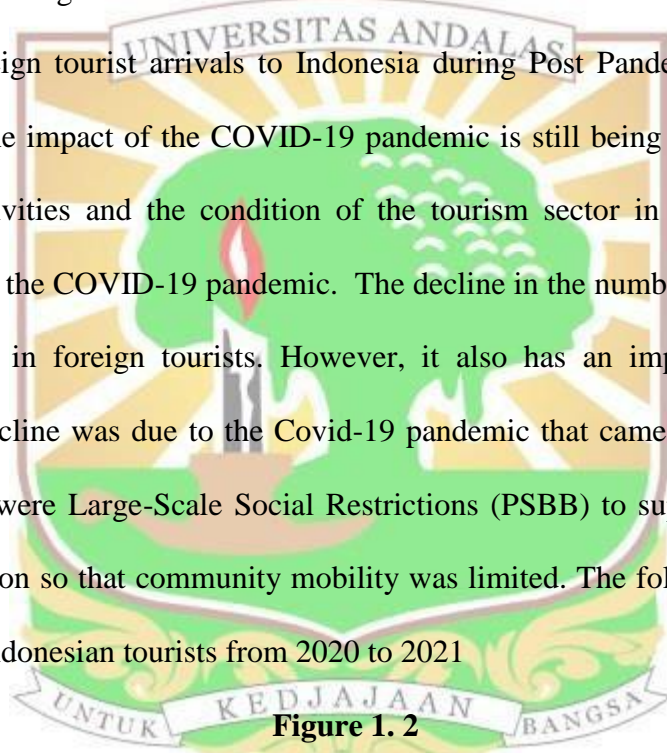 UNIVERSITAS ANDALAS
ign tourist arrivals to Indonesia during Post Pande
e impact of the COVID-19 pandemic is still being
vities and the condition of the tourism sector in
the COVID-19 pandemic. The decline in the numb
in foreign tourists. However, it also has an imp
cline was due to the Covid-19 pandemic that came
were Large-Scale Social Restrictions (PSBB) to su
on so that community mobility was limited. The fol
ndonesian tourists from 2020 to 2021
UNTUK KEDJAJAAN BANGSA
Figure 1. 2